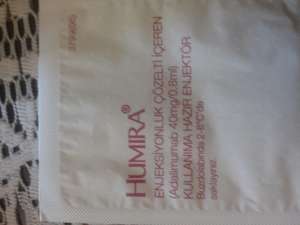 HUMIRA®
ENJEKSİYONLUK ÇÖZELTİ İÇEREN
(Adalimumab 40mg/0.8ml)
KULLANIMA HAZIR ENJEKTÖR
Buzdolabında 2-8°C'de
saklayınız.